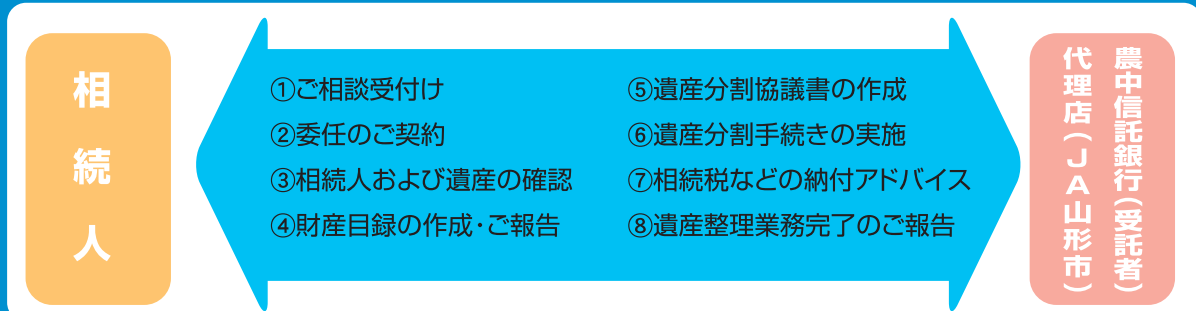 相続人
①ご相談受付け
②委任のご契約
③相続人および遺産の確認
④財産目録の作成・ご報告
⑤遺産分割協議書の作成
⑥遺産分割手続きの実施
⑦相続税などの納付アドバイス
⑧遺産整理業務完了のご報告
農中信託銀行(受託者)
代理店(JA山形市)